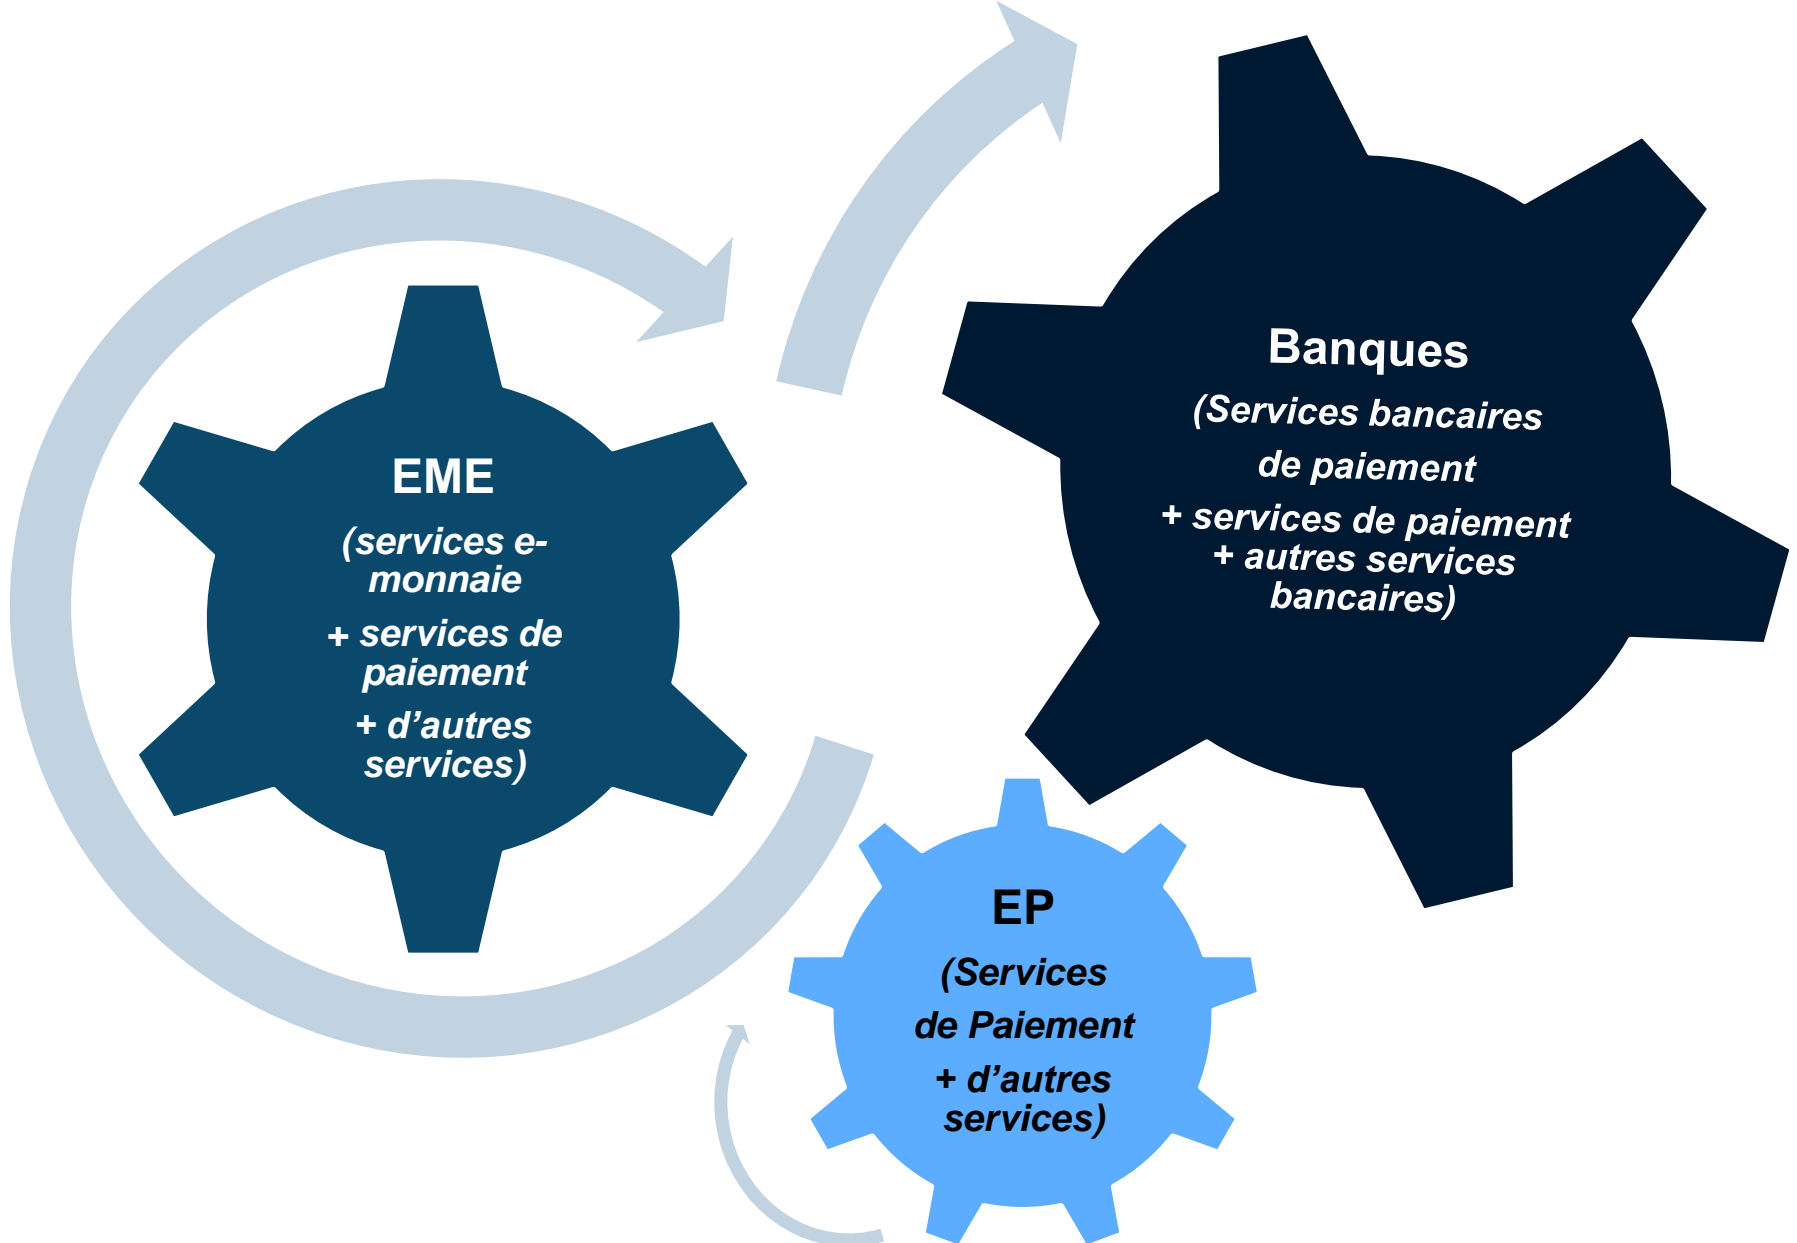 EME
(services e-
monnaie
+ services de
paiement
+ d’autres
services)
Banques
(Services bancaires
de paiement
+ services de paiement
+ autres services
bancaires)
EP
(Services
de Paiement
+ d’autres
services)